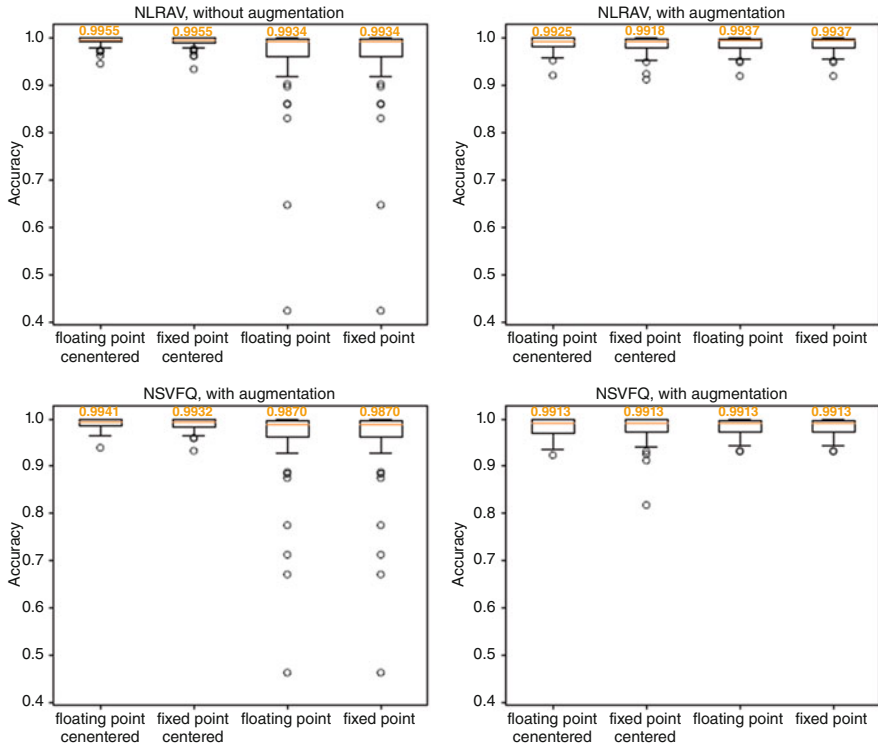 NLRAV, without augmentation
0.9955 0.9955 0.9934 0.9934
1.0
0.9
0.8
0.7
0.6
0.5
0.4
Accuracy
floating point fixed point floating point fixed point
cenentered centered
NLRAV, with augmentation
0.9925 0.9918 0.9937 0.9937
1.0
0.9
0.8
0.7
0.6
0.5
0.4
Accuracy
floating point fixed point floating point fixed point
cenentered centered
NSVFQ, with augmentation
0.9941 0.9932 0.9870 0.9870
1.0
0.9
0.8
0.7
0.6
0.5
0.4
Accuracy
floating point fixed point floating point fixed point
cenentered centered
NSVFQ, with augmentation
0.9913 0.9913 0.9913 0.9913
1.0
0.9
0.8
0.7
0.6
0.5
0.4
Accuracy
floating point fixed point floating point fixed point
cenentered centered